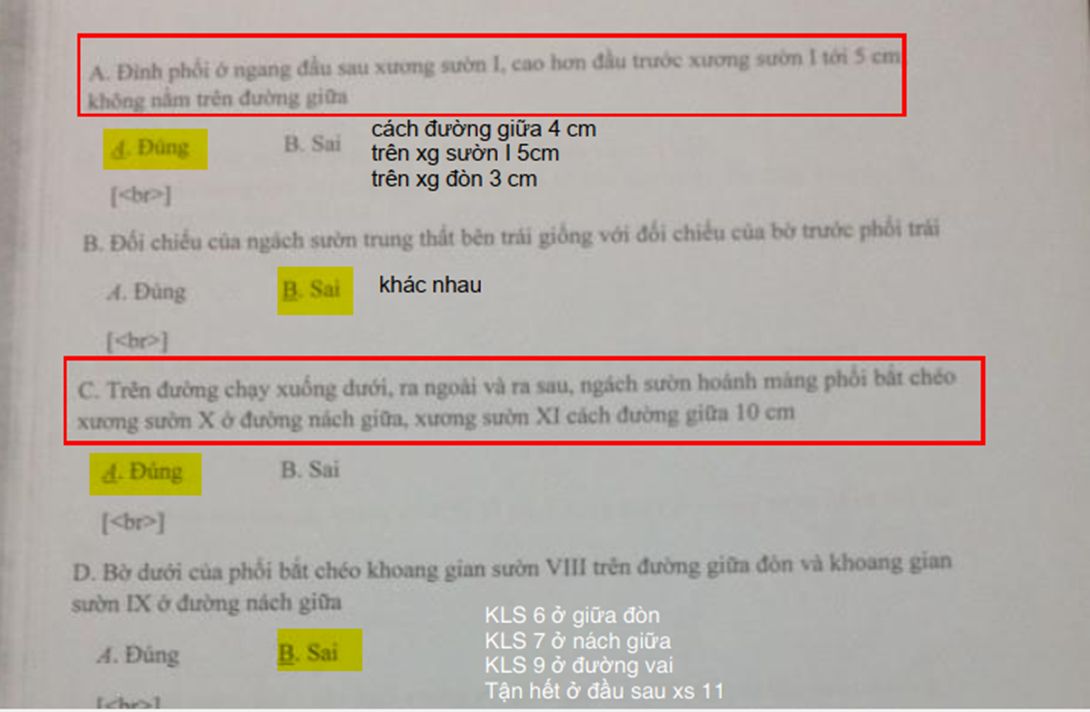 A. Đỉnh phổi ở ngang đầu sau xương sườn I, cao hơn đầu trước xương sườn I tới 5 cm,
không nằm trên đường giữa
A. Đúng B. Sai
cách đường giữa 4 cm
trên xg sườn I 5cm
trên xg đòn 3 cm
[<br>]
B. Đối chiếu của ngách sườn trung thất bên trái giống với đối chiếu của bờ trước phổi trái
A. Đúng B. Sai khác nhau
[<br>]
C. Trên đường chạy xuống dưới, ra ngoài và ra sau, ngách sườn hoành màng phổi bắt chéo
xương sườn X ở đường nách giữa, xương sườn XI cách đường giữa 10 cm
A. Đúng B. Sai
[<br>]
D. Bờ dưới của phổi bắt chéo khoang gian sườn VIII trên đường giữa đòn và khoang gian
sườn IX ở đường nách giữa
KLS 6 ở giữa đòn
KLS 7 ở nách giữa
A. Đúng B. Sai
KLS 9 ở đường vai
Tận hết ở đầu sau xs 11
[<br>]